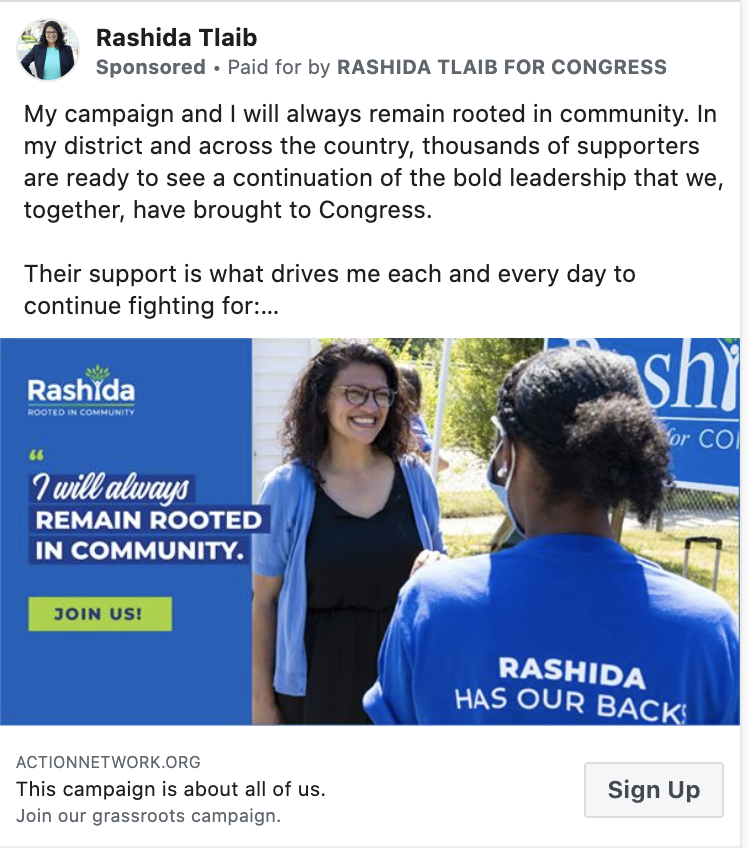 Rashida Tlaib
Sponsored • Paid for by RASHIDA TLAIB FOR CONGRESS
My campaign and I will always remain rooted in community. In
my district and across the country, thousands of supporters
are ready to see a continuation of the bold leadership that we,
together, have brought to Congress.
Their support is what drives me each and every day to
continue fighting for:...
Rashida
ROOTED IN COMMUNITY
“
I will always
REMAIN ROOTED
IN COMMUNITY.
JOIN US!
for CO
RASHIDA
HAS OUR BACKS
ACTIONNETWORK.ORG
This campaign is about all of us.
Join our grassroots campaign.
Sign Up